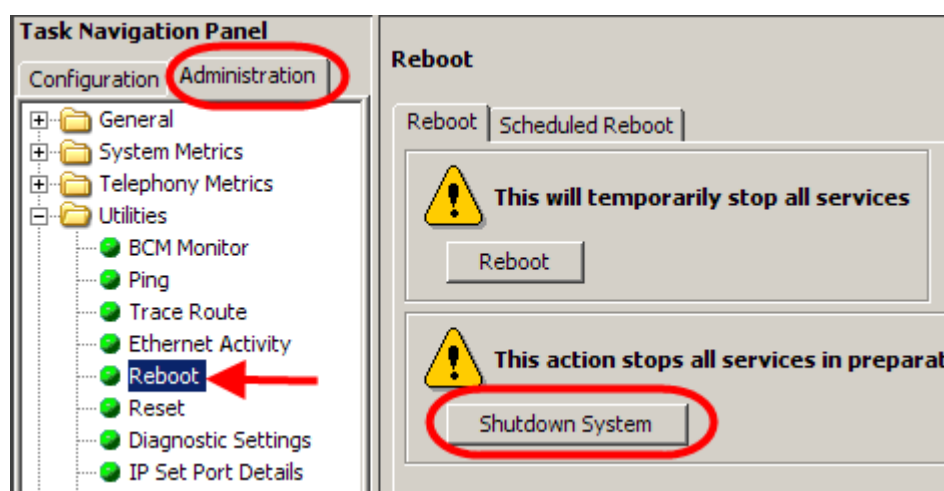 Task Navigation Panel
Configuration
Administration
General
System Metrics
Telephony Metrics
Utilities
BCM Monitor
Ping
Trace Route
Ethernet Activity
Reboot
Reset
Diagnostic Settings
IP Set Port Details
Reboot
Reboot
Scheduled Reboot
This will temporarily stop all services
Reboot
This action stops all services in preparat
Shutdown System